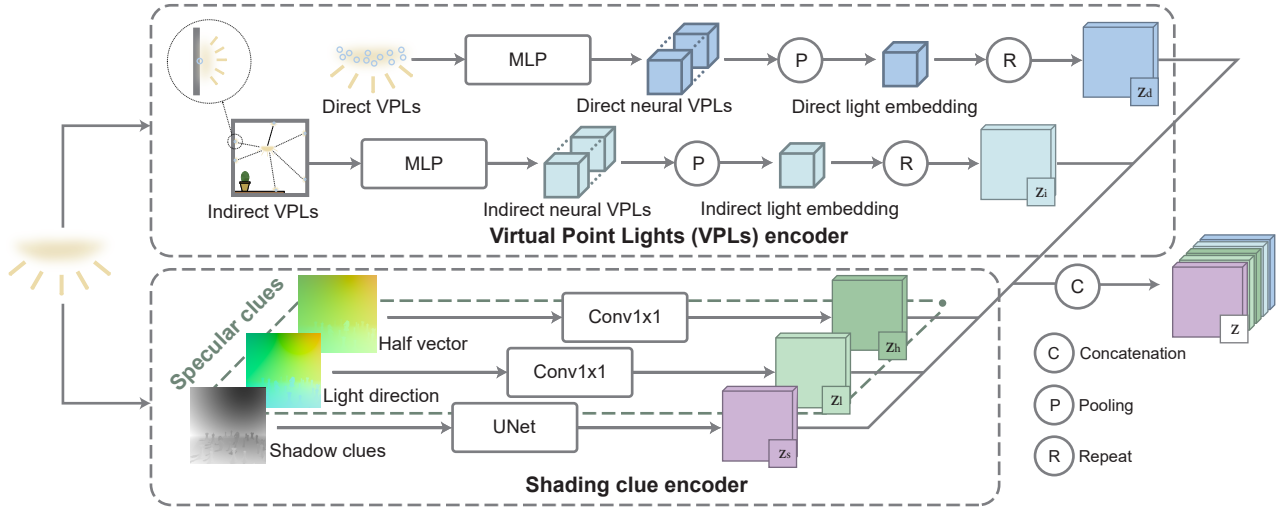 MLP
P
R
Zd
Direct VPLs
Direct neural VPLs
Direct light embedding
MLP
P
R
Zi
Indirect VPLs
Indirect neural VPLs
Indirect light embedding
Virtual Point Lights (VPLs) encoder
Specular clues
Half vector
Conv1x1
Zh
Light direction
Conv1x1
Zl
Shadow clues
UNet
Zs
Shading clue encoder
C
Z
C Concatenation
P Pooling
R Repeat